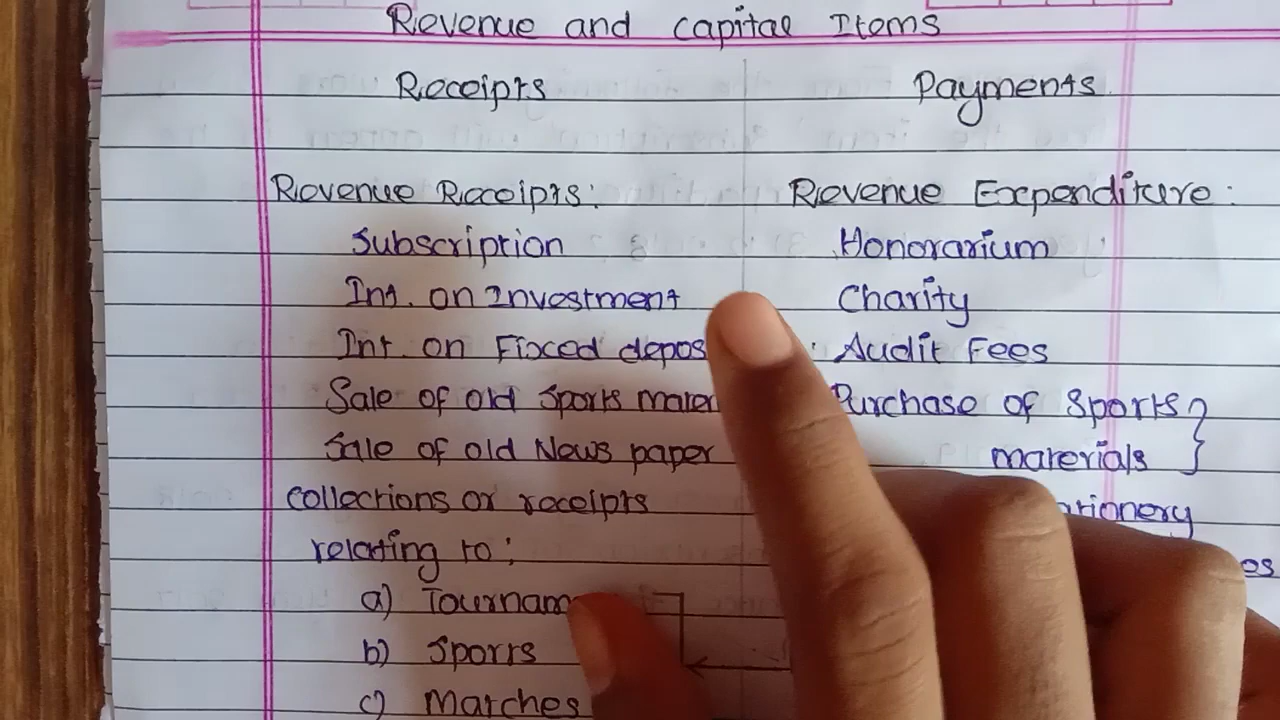 Revenue and capital Items
Receipts Payments
Revenue Receipts: Revenue Expenditure:
Subscription Honorarium
Int. on Investment Charity
Int. on Fixed Audit Fees
Sale of old Sports Purchase of Sports
Sale of old News paper materials
collections or receipts
relating to:
a)
b) Sports
c) Matches